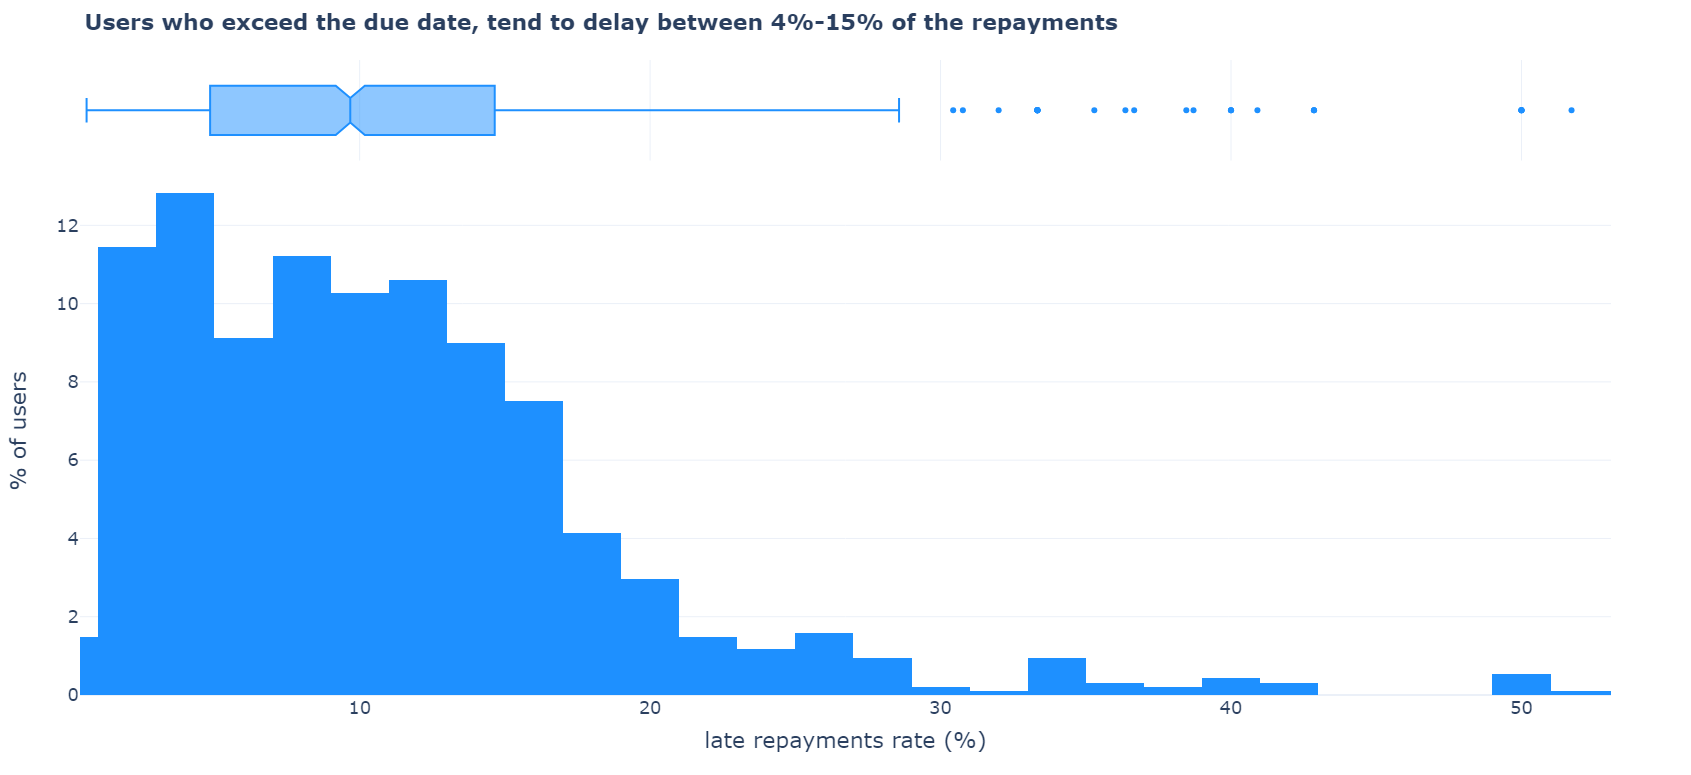 Users who exceed the due date, tend to delay between 4%-15% of the repayments
12
10
8
6
4
2
0
% of users
10 20 30 40 50
late repayments rate (%)